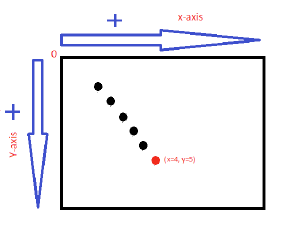 +
x-axis
0
+
Y-axis
(x=4, y=5)